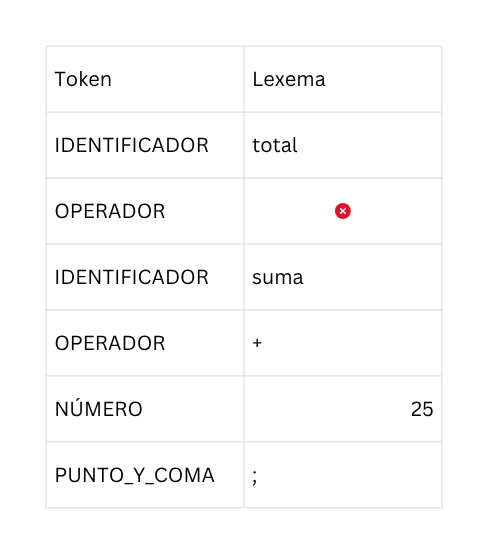 Token Lexema
IDENTIFICADOR total
OPERADOR
IDENTIFICADOR suma
OPERADOR +
NÚMERO 25
PUNTO_Y_COMA ;